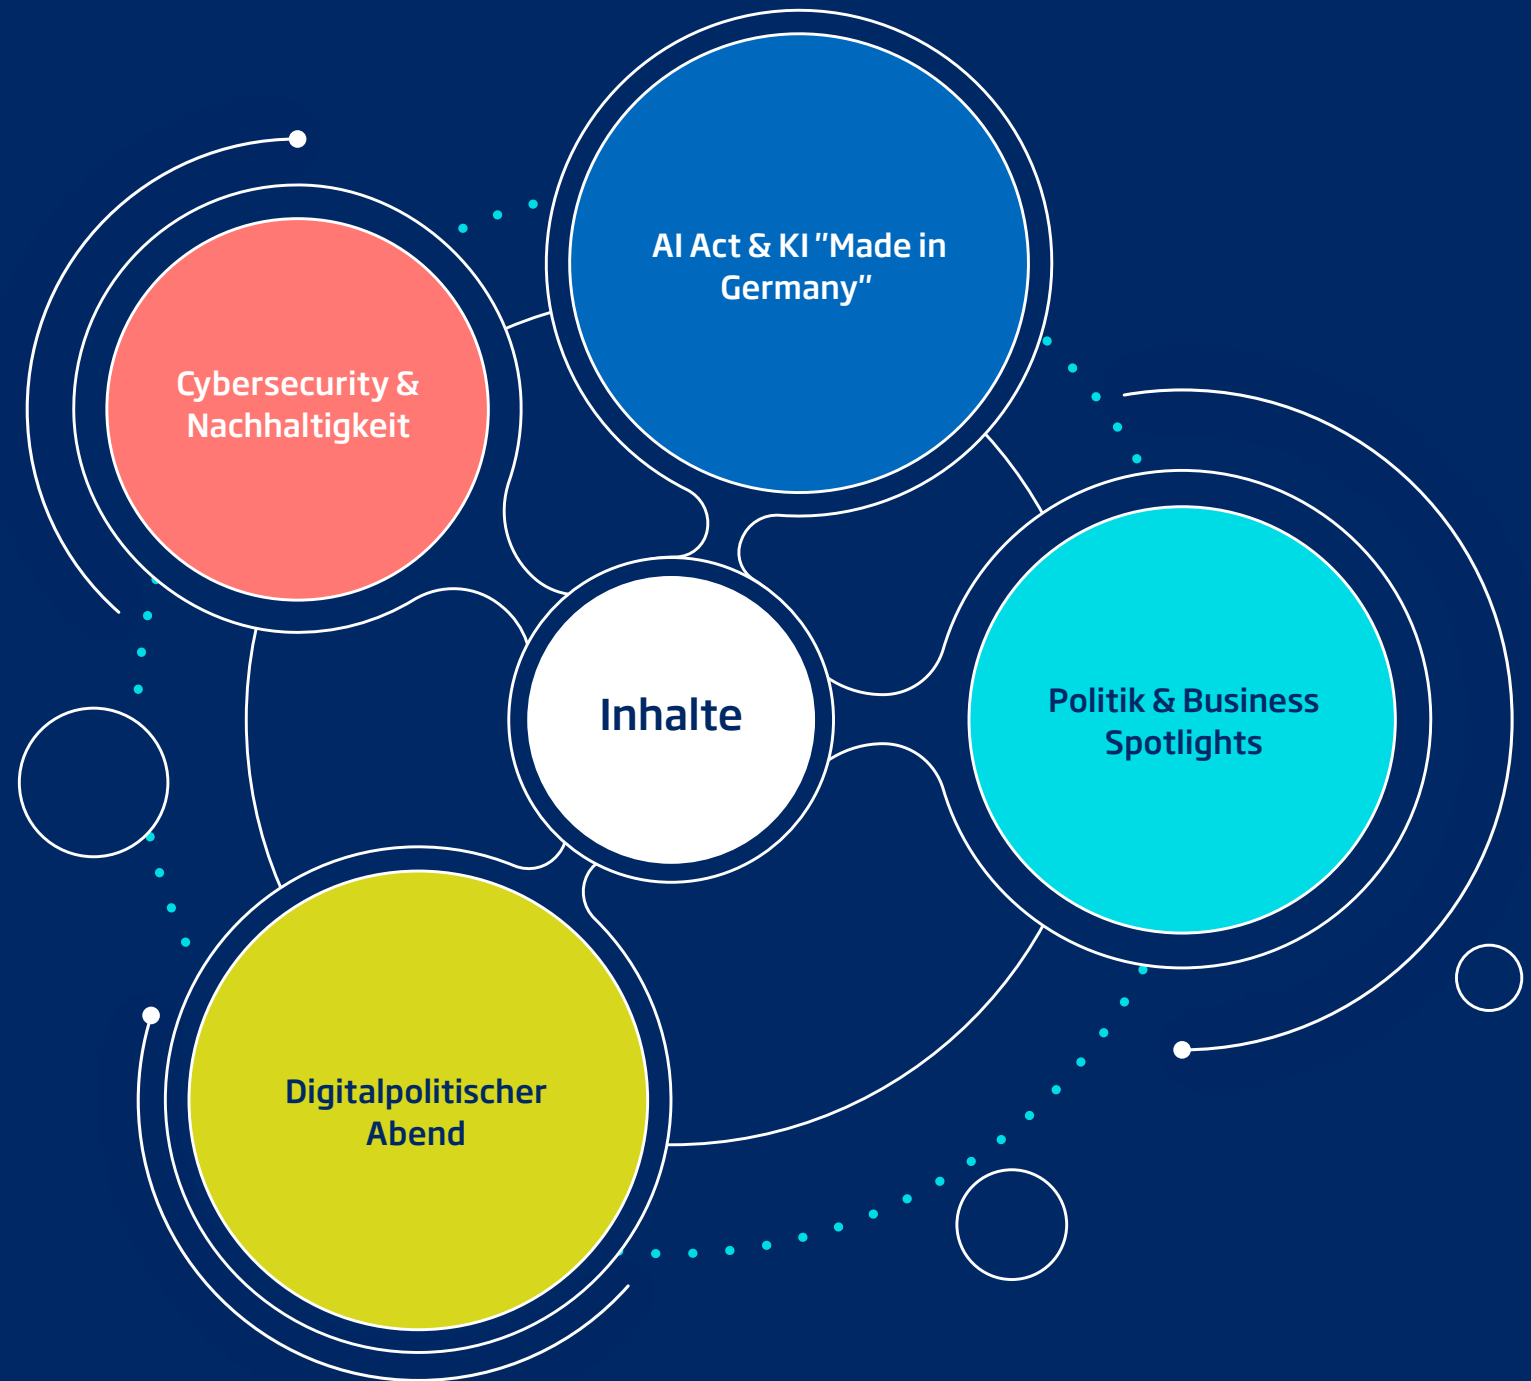 AI Act & KI "Made in
Germany"
Cybersecurity &
Nachhaltigkeit
Inhalte
Politik & Business
Spotlights
Digitalpolitischer
Abend